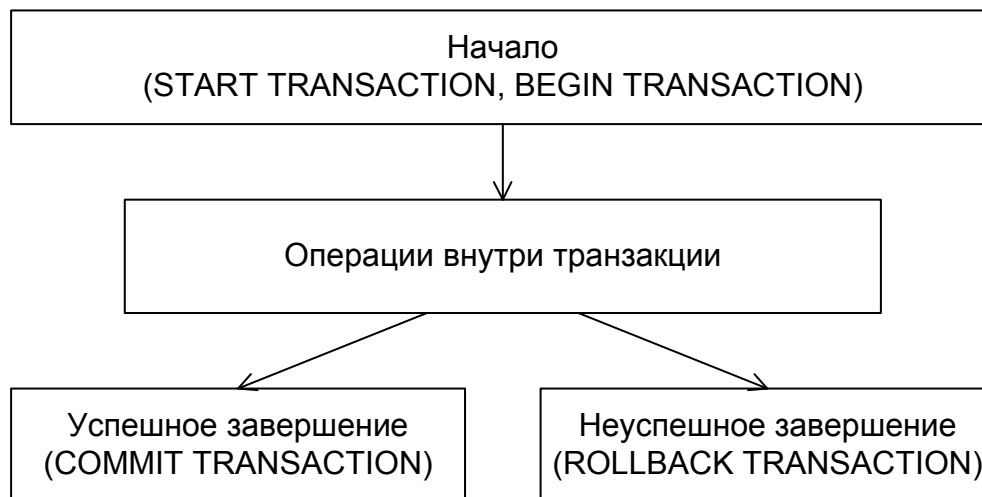 Начало
(START TRANSACTION, BEGIN TRANSACTION)
Операции внутри транзакции
Успешное завершение
(COMMIT TRANSACTION)
Неуспешное завершение
(ROLLBACK TRANSACTION)